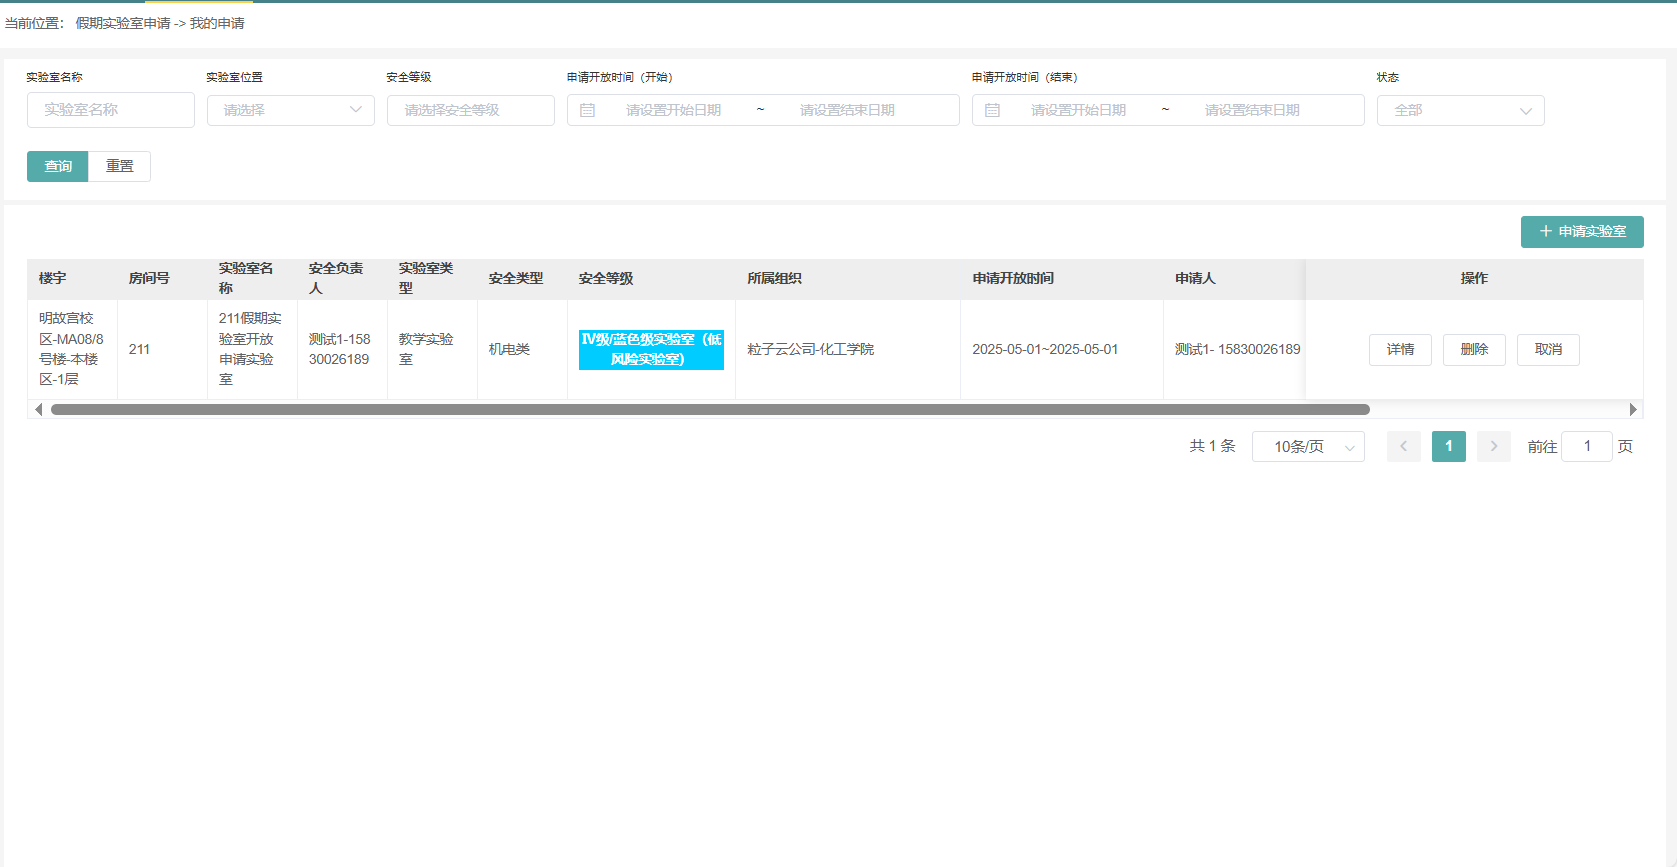 当前位置： 假期实验室申请 -> 我的申请
实验室名称 实验室位置 安全等级 申请开放时间（开始） 申请开放时间（结束） 状态
实验室名称 请选择 请选择安全等级 请设置开始日期 ~ 请设置结束日期 请设置开始日期 ~ 请设置结束日期 全部
查询 重置
+ 申请实验室
楼宇 房间号 实验室名称 安全负责人 实验室类型 安全类型 安全等级 所属组织 申请开放时间 申请人 操作
明故宫校
区-MA08/8
号楼-本楼
区-1层
211
211假期实
验室开放
申请实验
室
测试1-158
30026189
教学实验
室
机电类
Ⅳ级/蓝色级实验室（低
风险实验室）
粒子云公司-化工学院
2025-05-01~2025-05-01
测试1- 15830026189
详情 删除 取消
共 1 条 10条/页 < 1 > 前往 1 页